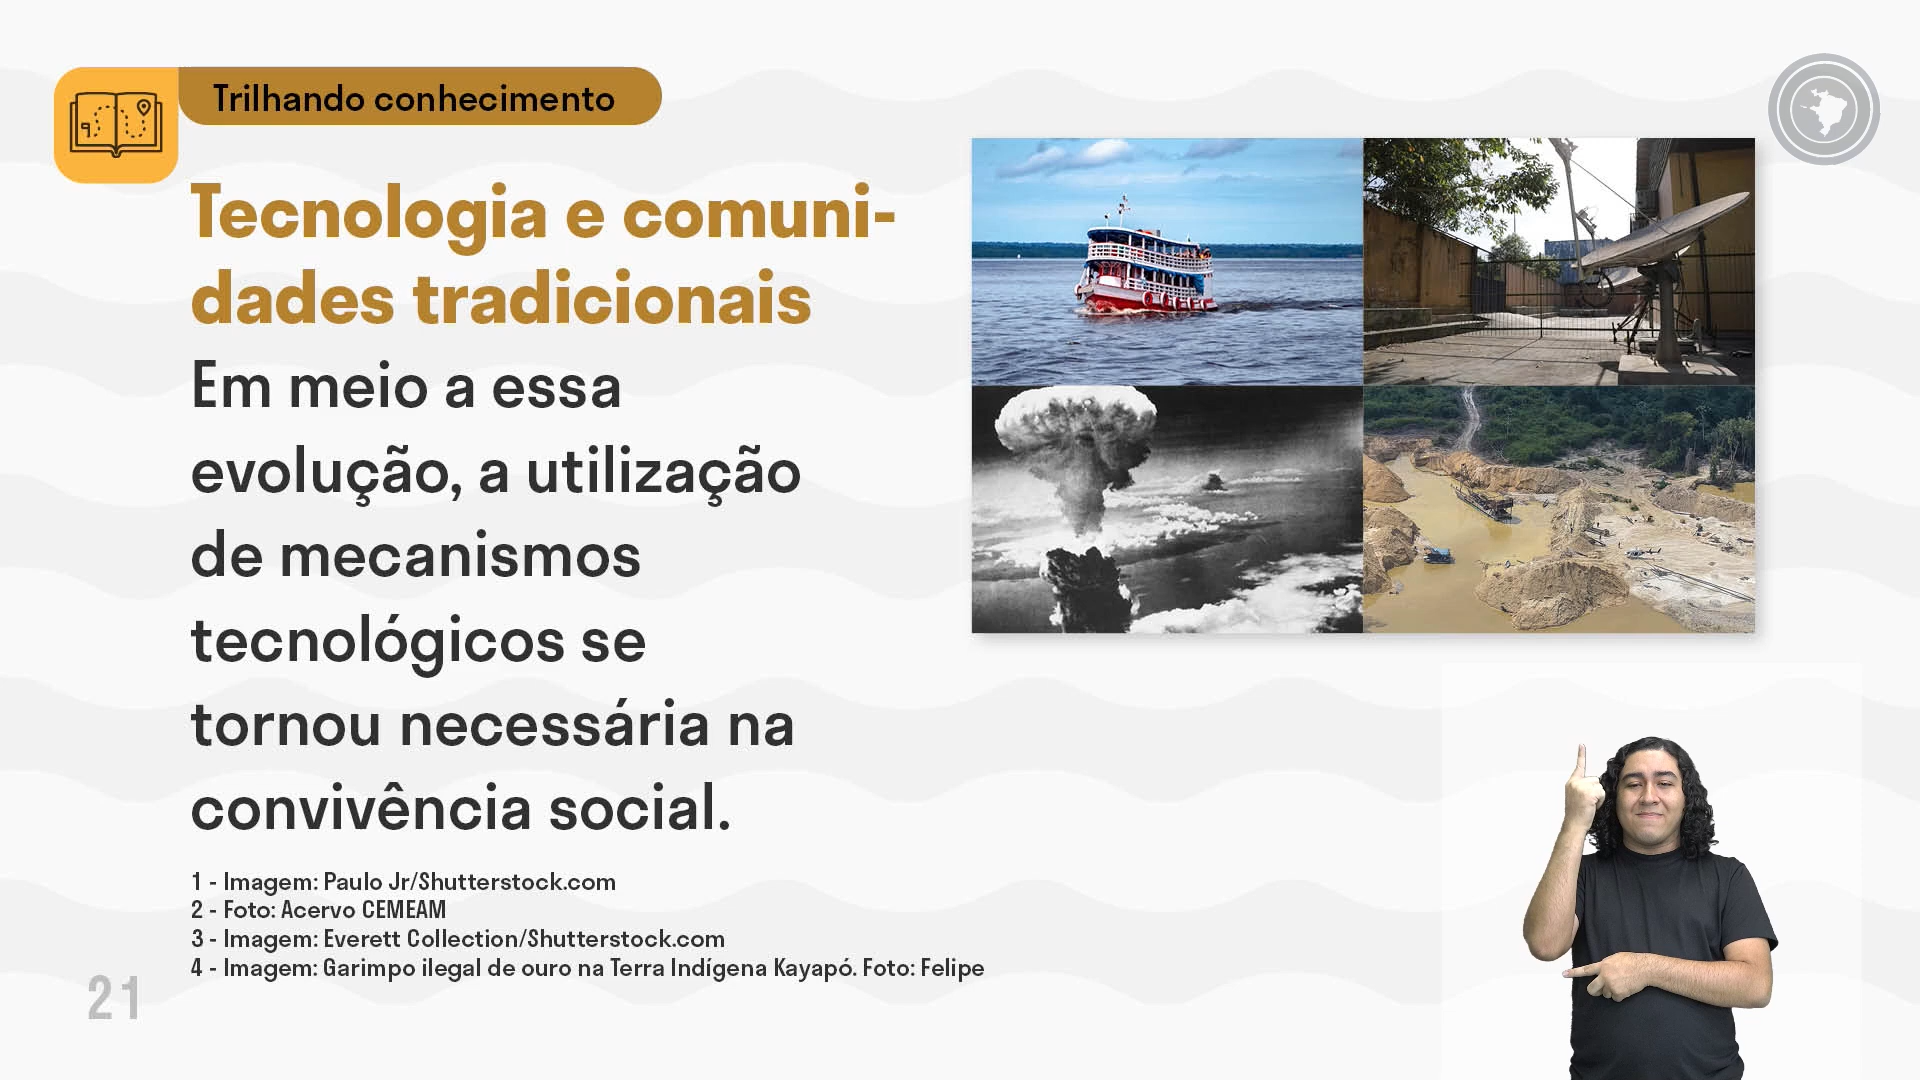 Trilhando conhecimento
Tecnologia e comuni-
dades tradicionais
Em meio a essa
evolução, a utilização
de mecanismos
tecnológicos se
tornou necessária na
convivência social.
1 - Imagem: Paulo Jr/Shutterstock.com
2 - Foto: Acervo CEMEAM
3 - Imagem: Everett Collection/Shutterstock.com
4 - Imagem: Garimpo ilegal de ouro na Terra Indígena Kayapó. Foto: Felipe
21